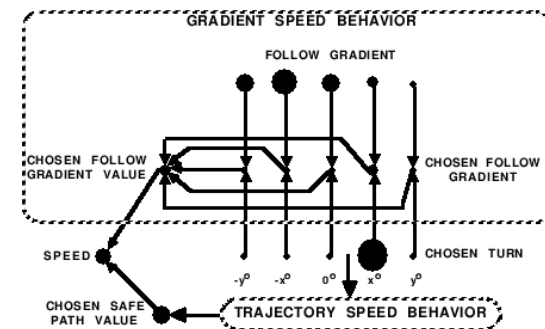 GRADIENT SPEED BEHAVIOR
FOLLOW GRADIENT
CHOSEN FOLLOW
GRADIENT VALUE
CHOSEN FOLLOW
GRADIENT
SPEED
CHOSEN TURN
-y° -x° 0° x° y°
CHOSEN SAFE
PATH VALUE
TRAJECTORY SPEED BEHAVIOR